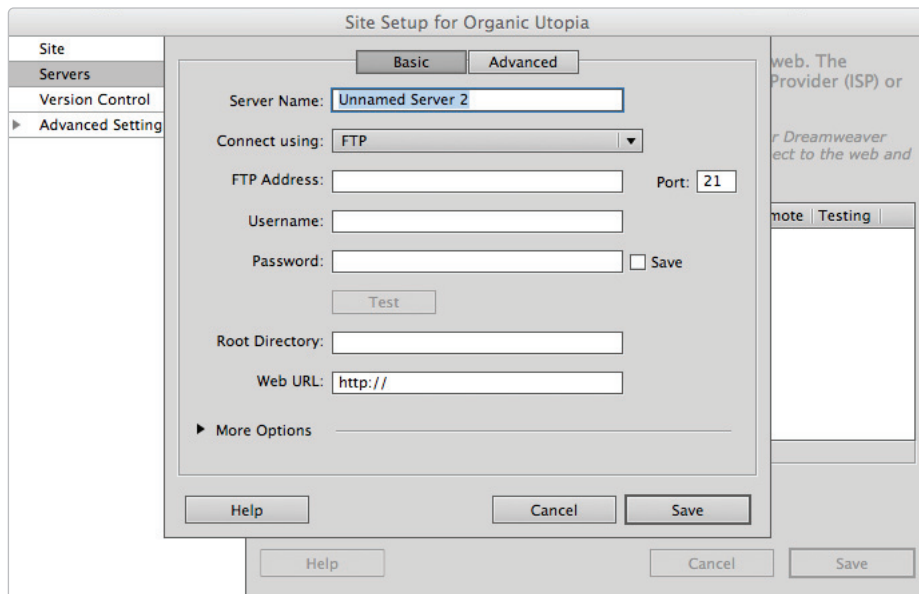 Site Setup for Organic Utopia
Site
Servers
Version Control
Advanced Setting
Basic
Advanced
web. The
Provider (ISP) or
r Dreamweaver
ect to the web and
Server Name: Unnamed Server 2
Connect using: FTP
FTP Address:
Port: 21
Username:
Password:
Save
Test
Root Directory:
Web URL: http://
More Options
mote Testing
Help
Cancel
Save
Help
Cancel
Save